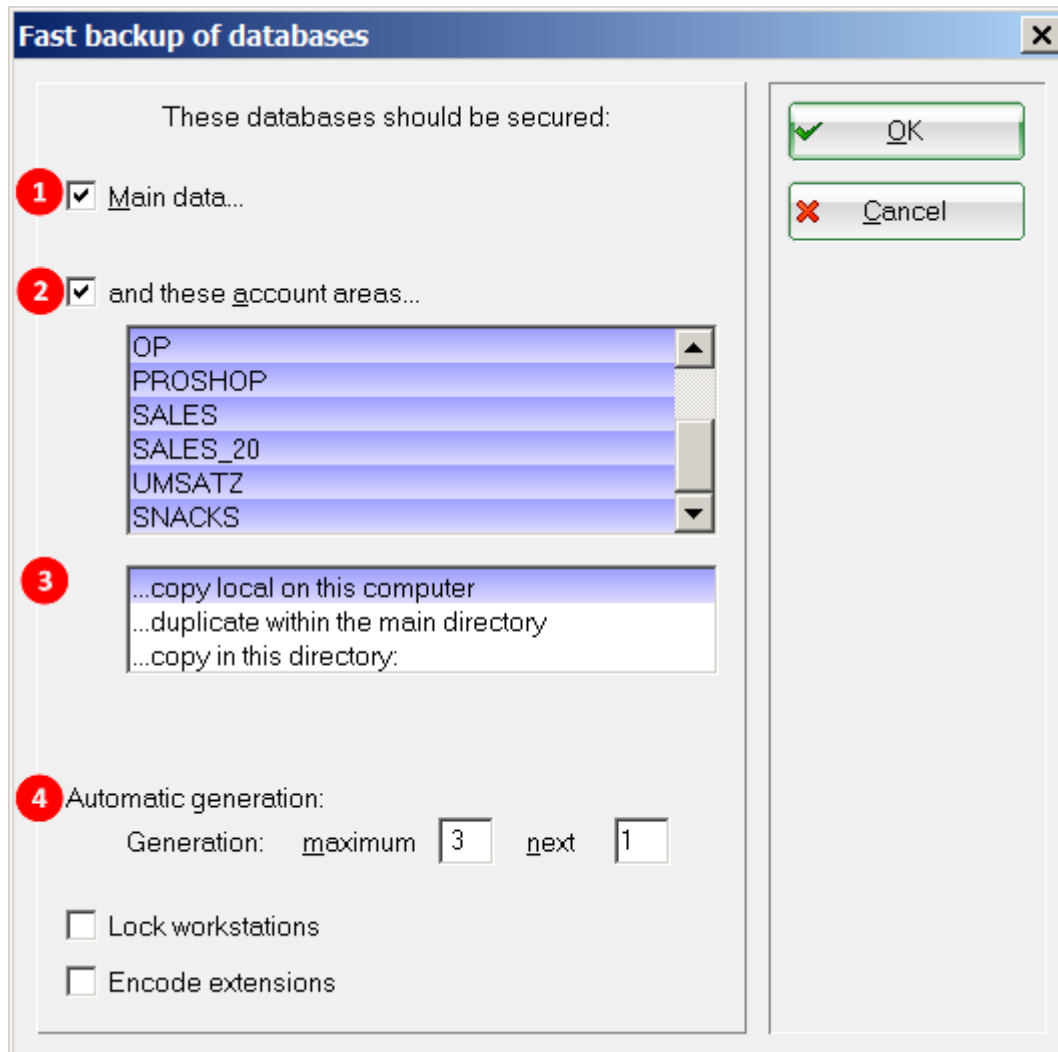 Fast backup of databases
These databases should be secured:
OK
1 Main data...
Cancel
2 and these account areas...
OP
PROSHOP
SALES
SALES_20
UMSATZ
SNACKS
3
...copy local on this computer
...duplicate within the main directory
...copy in this directory:
4 Automatic generation:
Generation: maximum 3 next 1
Lock workstations
Encode extensions